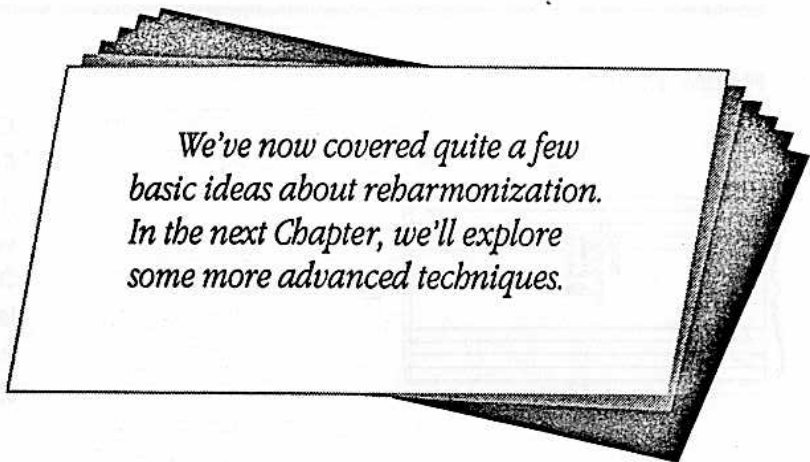 We've now covered quite a few
basic ideas about reharmonization.
In the next Chapter, we'll explore
some more advanced techniques.